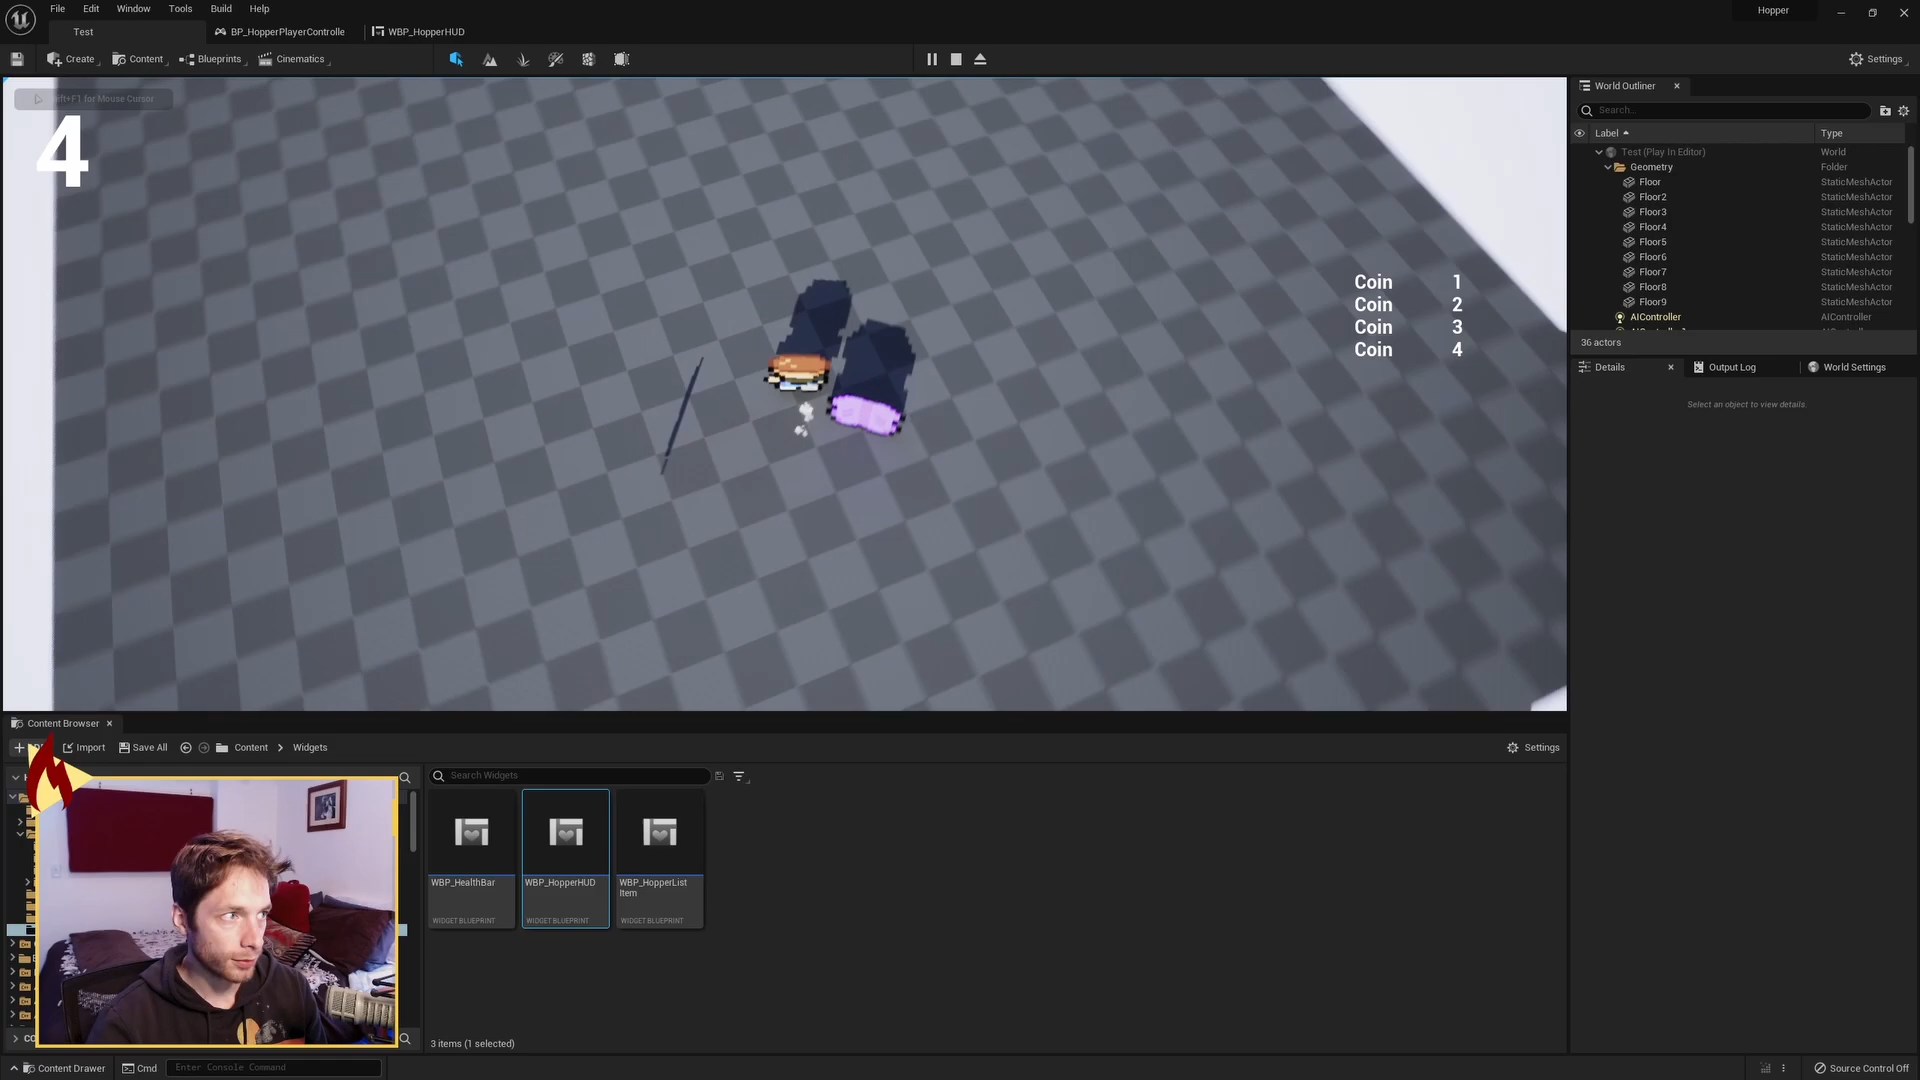 File Edit Window Tools Build Help
Hopper
Test
BP_HopperPlayerControlle
WBP_HopperHUD
Create
Content
Blueprints
Cinematics
Settings
for Mouse Cursor
4
Coin 1
Coin 2
Coin 3
Coin 4
World Outliner
Search...
Label Type
Test (Play In Editor) World
Geometry Folder
Floor StaticMeshActor
Floor2 StaticMeshActor
Floor3 StaticMeshActor
Floor4 StaticMeshActor
Floor5 StaticMeshActor
Floor6 StaticMeshActor
Floor7 StaticMeshActor
Floor8 StaticMeshActor
Floor9 StaticMeshActor
AIController AIController
36 actors
Details
Output Log
World Settings
Select an object to view details.
Content Browser
Import
Save All
Content
Widgets
Settings
Search Widgets
WBP_HealthBar
WIDGET BLUEPRINT
WBP_HopperHUD
WIDGET BLUEPRINT
WBP_HopperList
Item
WIDGET BLUEPRINT
3 items (1 selected)
Content Drawer
Cmd
Enter Console Command
Source Control Off